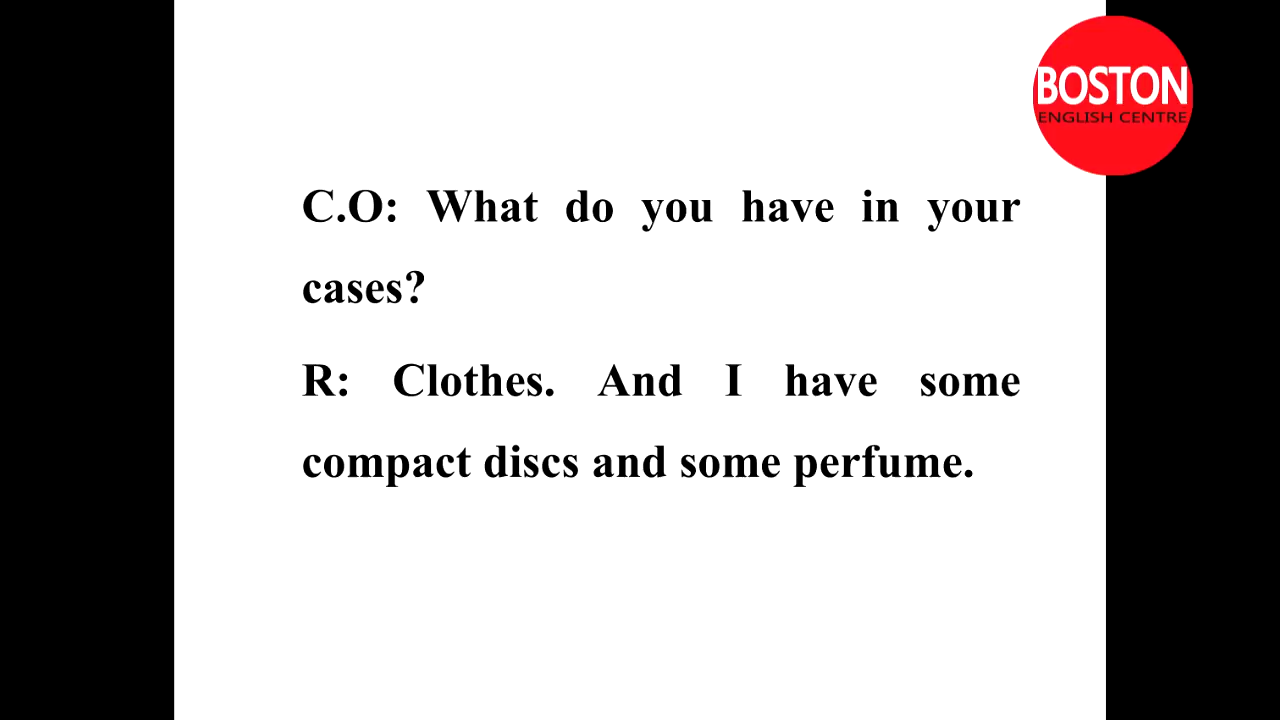 BOSTON
ENGLISH CENTRE
C.O: What do you have in your
cases?
R: Clothes. And I have some
compact discs and some perfume.